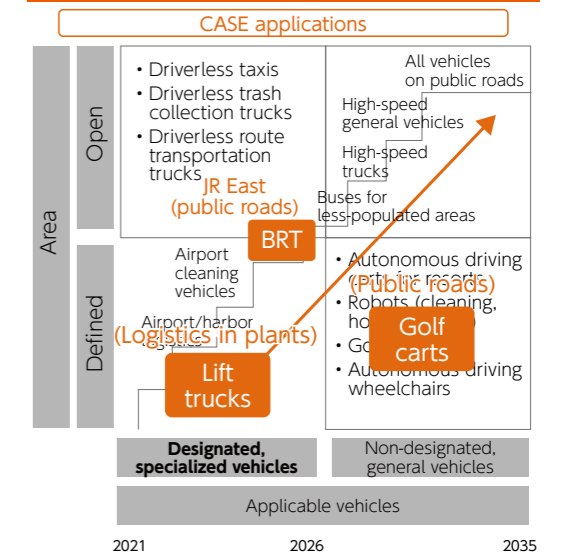 CASE applications
Area
Open
Defined
• Driverless taxis
• Driverless trash
collection trucks
• Driverless route
transportation
trucks
JR East
(public roads)
BRT
All vehicles
on public roads
High-speed
general vehicles
High-speed
trucks
Buses for
less-populated areas
Airport
cleaning
vehicles
Airport/harbor
(Logistics in plants)
Lift
trucks
• Autonomous driving
carts for resorts
(Public roads)
• Robots (cleaning,
Golf
carts
• Autonomous driving
wheelchairs
Designated,
specialized vehicles
Non-designated,
general vehicles
Applicable vehicles
2021
2026
2035